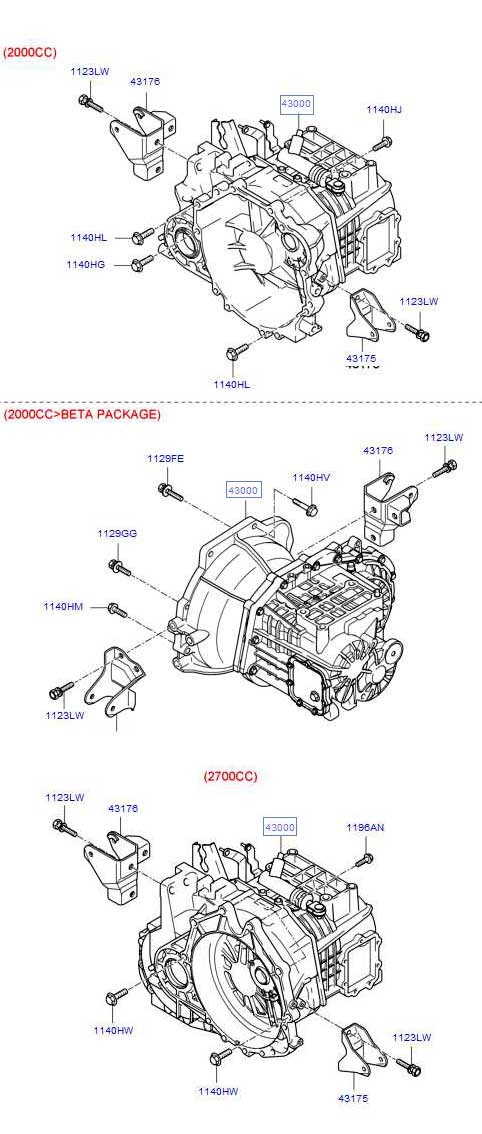 (2000CC)
1123LW
43176
43000
1140HJ
1140HL
1140HG
1123LW
43175
1140HL
(2000CC>BETA PACKAGE)
1123LW
43176
1129FE
1140HV
43000
1129GG
1140HM
1123LW
(2700CC)
1123LW
43176
43000
1196AN
1140HW
1123LW
1140HW
43175